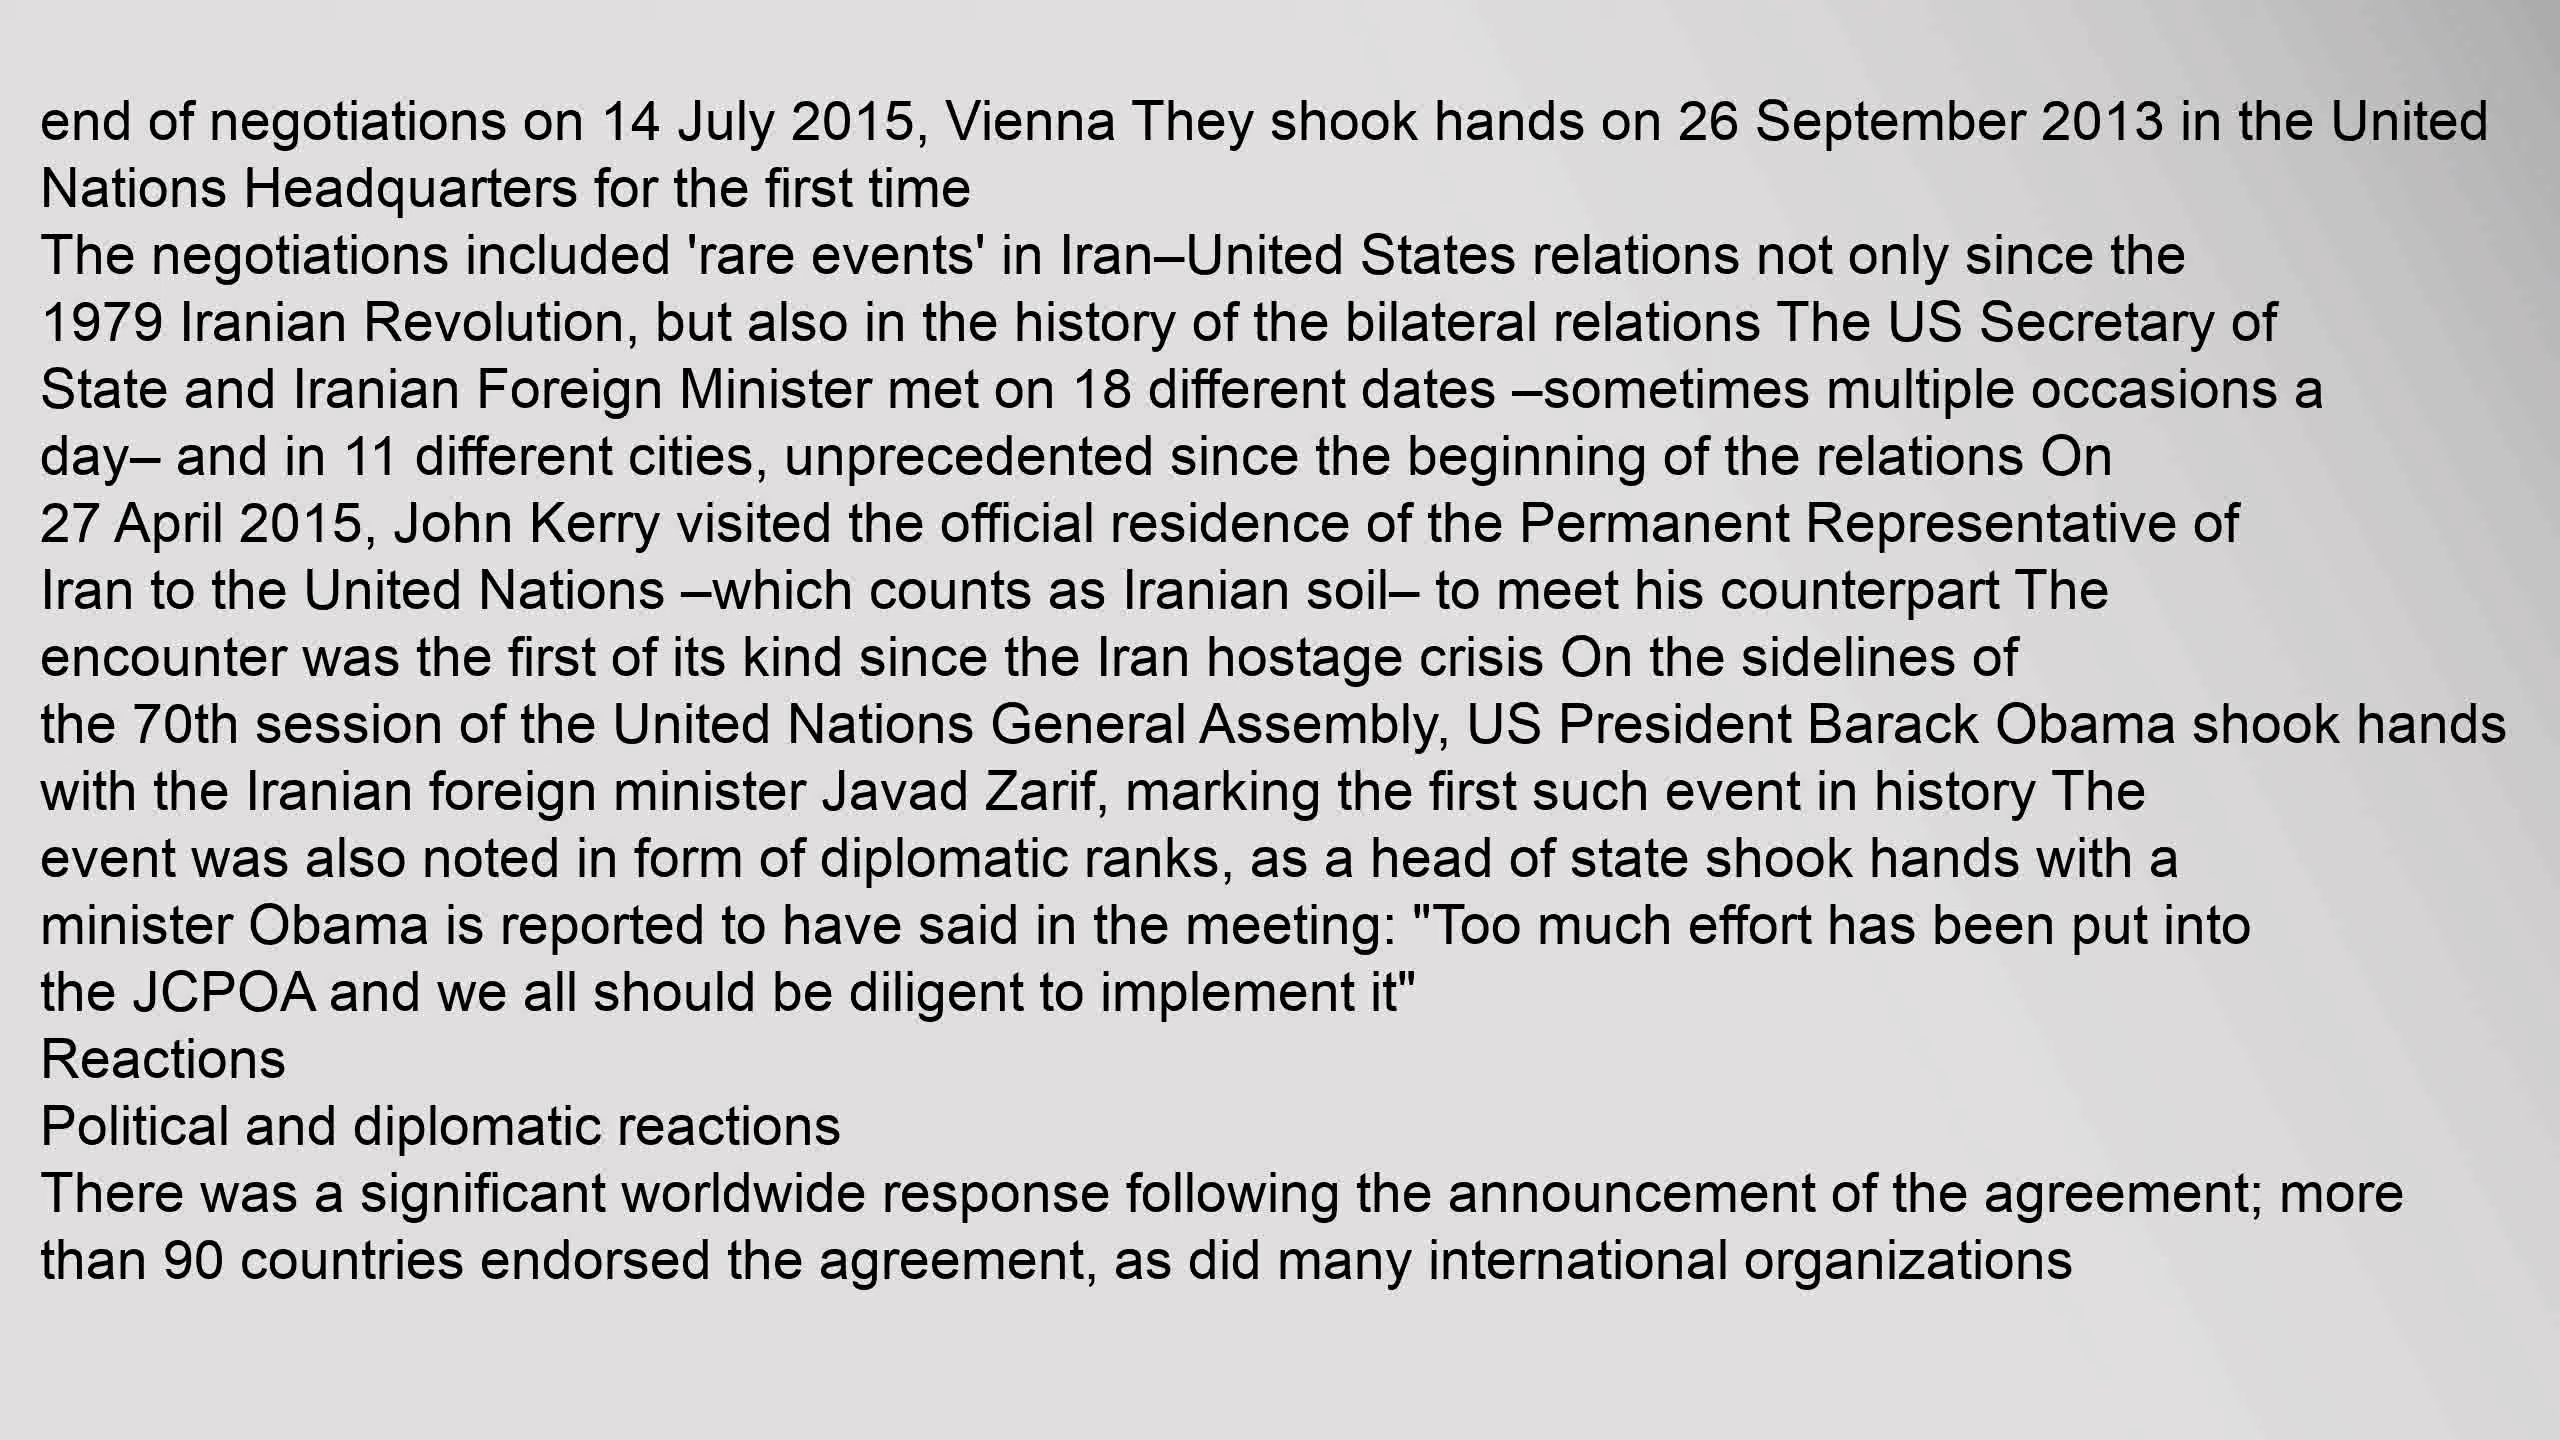 end of negotiations on 14 July 2015, Vienna They shook hands on 26 September 2013 in the United
Nations Headquarters for the first time
The negotiations included 'rare events' in Iran–United States relations not only since the
1979 Iranian Revolution, but also in the history of the bilateral relations The US Secretary of
State and Iranian Foreign Minister met on 18 different dates –sometimes multiple occasions a
day– and in 11 different cities, unprecedented since the beginning of the relations On
27 April 2015, John Kerry visited the official residence of the Permanent Representative of
Iran to the United Nations –which counts as Iranian soil– to meet his counterpart The
encounter was the first of its kind since the Iran hostage crisis On the sidelines of
the 70th session of the United Nations General Assembly, US President Barack Obama shook hands
with the Iranian foreign minister Javad Zarif, marking the first such event in history The
event was also noted in form of diplomatic ranks, as a head of state shook hands with a
minister Obama is reported to have said in the meeting: "Too much effort has been put into
the JCPOA and we all should be diligent to implement it"
Reactions
Political and diplomatic reactions
There was a significant worldwide response following the announcement of the agreement; more
than 90 countries endorsed the agreement, as did many international organizations